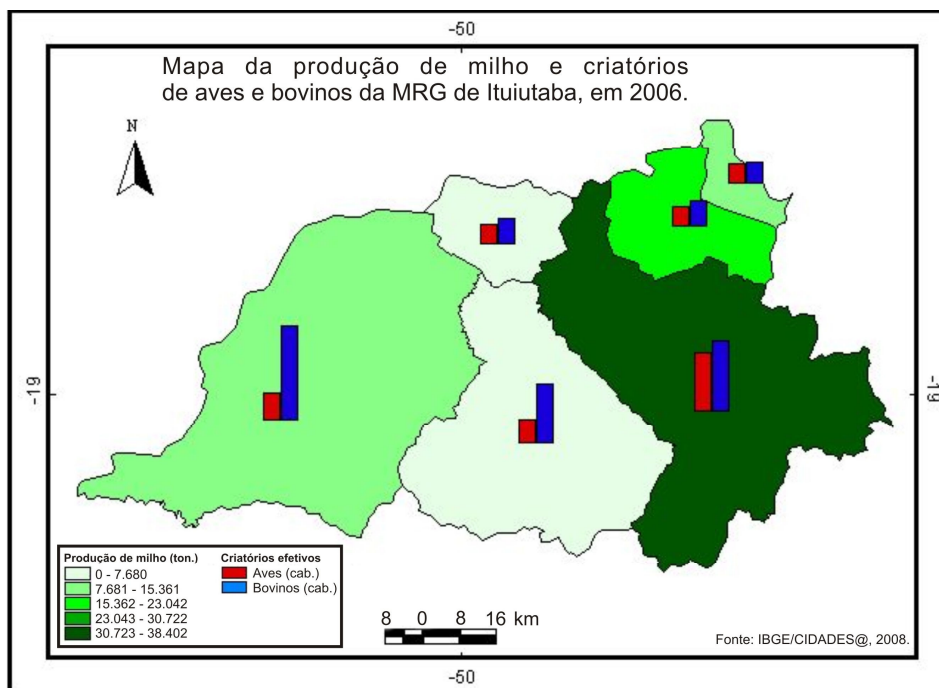 -50
Mapa da produção de milho e criatórios
de aves e bovinos da MRG de Ituiutaba, em 2006.
N
-19
-19
Produção de milho (ton.)
0 - 7.680
7.681 - 15.361
15.362 - 23.042
23.043 - 30.722
30.723 - 38.402
Criatórios efetivos
Aves (cab.)
Bovinos (cab.)
8 0 8 16 km
Fonte: IBGE/CIDADES@, 2008.
-50